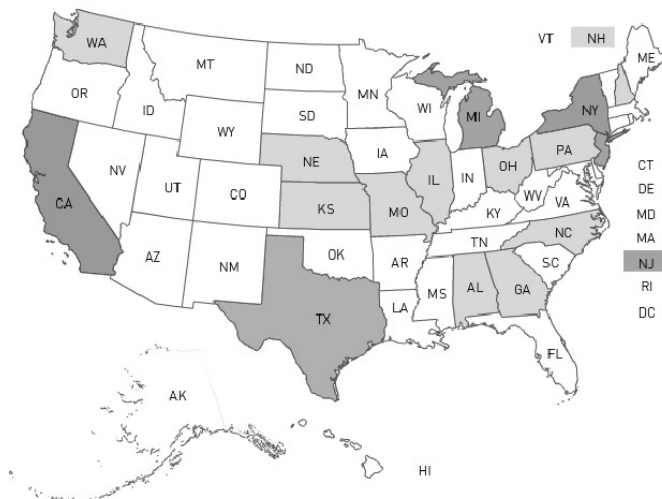 VT NH
ME
WA
MT
ND
MN
OR
ID
SD
WI
MI
NY
WY
IA
PA
NE
IL
IN
OH
NV
UT
CO
CA
KS
MO
WV
VA
KY
CT
DE
MD
MA
NJ
RI
DC
NC
TN
OK
AZ
NM
AR
SC
MS
AL
GA
LA
TX
FL
AK
HI